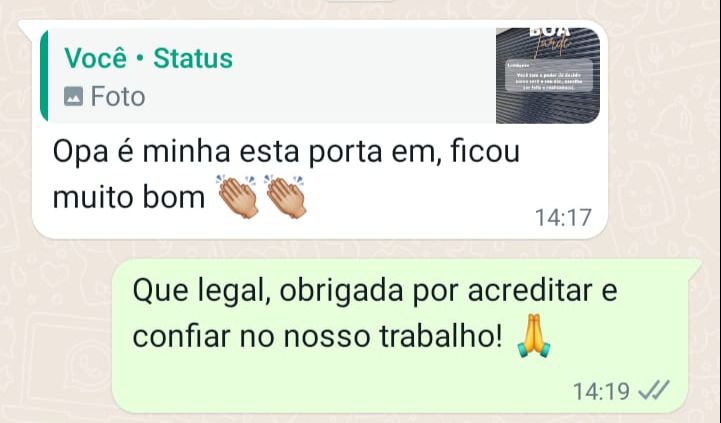 Você • Status
Foto
BOA
Tarde
Lembrete:
Opa é minha esta porta em, ficou
muito bom 👏🏼👏🏼
14:17
Que legal, obrigada por acreditar e
confiar no nosso trabalho! 🙏
14:19